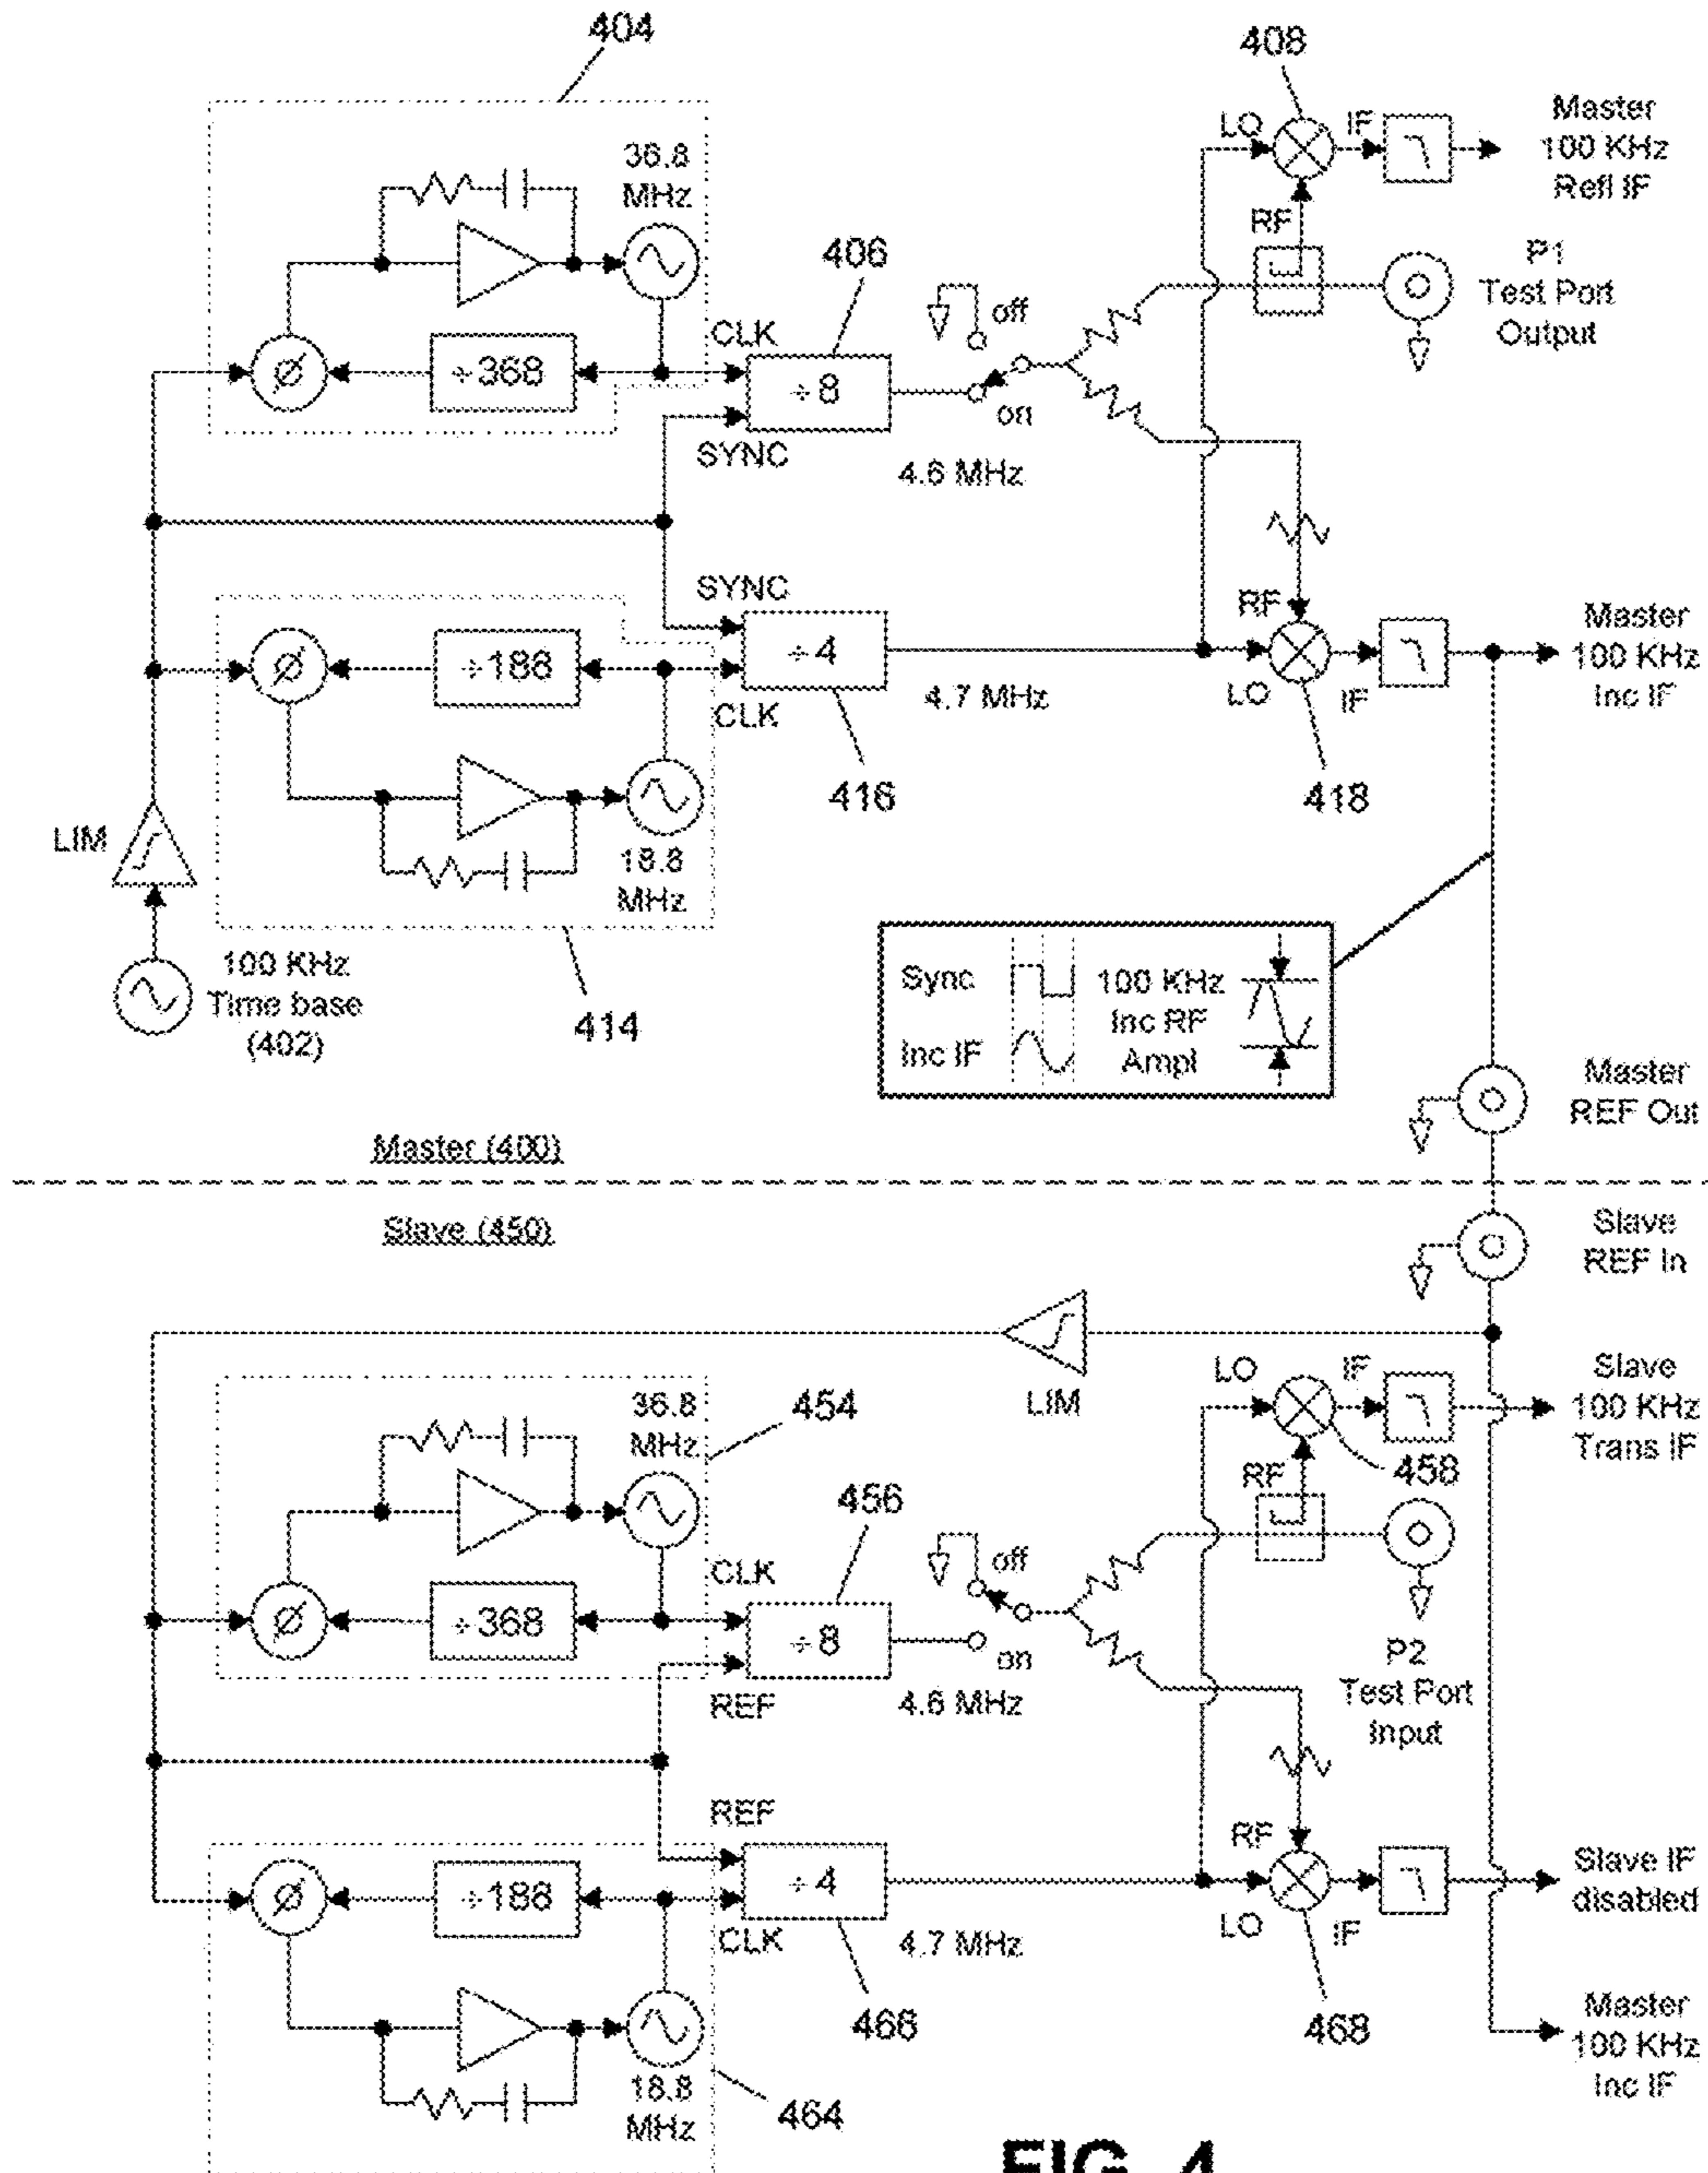 404
408
36.8
MHz
LO
IF
Master
100 KHz
Refl IF
RF
406
P1
Test Port
Output
off
CLK
Ø
÷368
÷8
on
SYNC
4.6 MHz
SYNC
RF
Master
100 KHz
Inc IF
Ø
÷188
÷4
CLK
4.7 MHz
LO
IF
416
418
LIM
18.8
MHz
100 KHz
Time base
(402)
414
Sync
100 KHz
Inc RF
Ampl
Inc IF
Master
REF Out
Master (400)
Slave (450)
Slave
REF In
LIM
LO
IF
Slave
100 KHz
Trans IF
36.8
MHz
454
RF
458
456
off
CLK
Ø
÷368
÷8
on
P2
Test Port
Input
REF
4.6 MHz
REF
RF
Slave IF
disabled
Ø
÷188
÷4
CLK
4.7 MHz
LO
IF
466
468
Master
100 KHz
Inc IF
18.8
MHz
464
FIG. 4